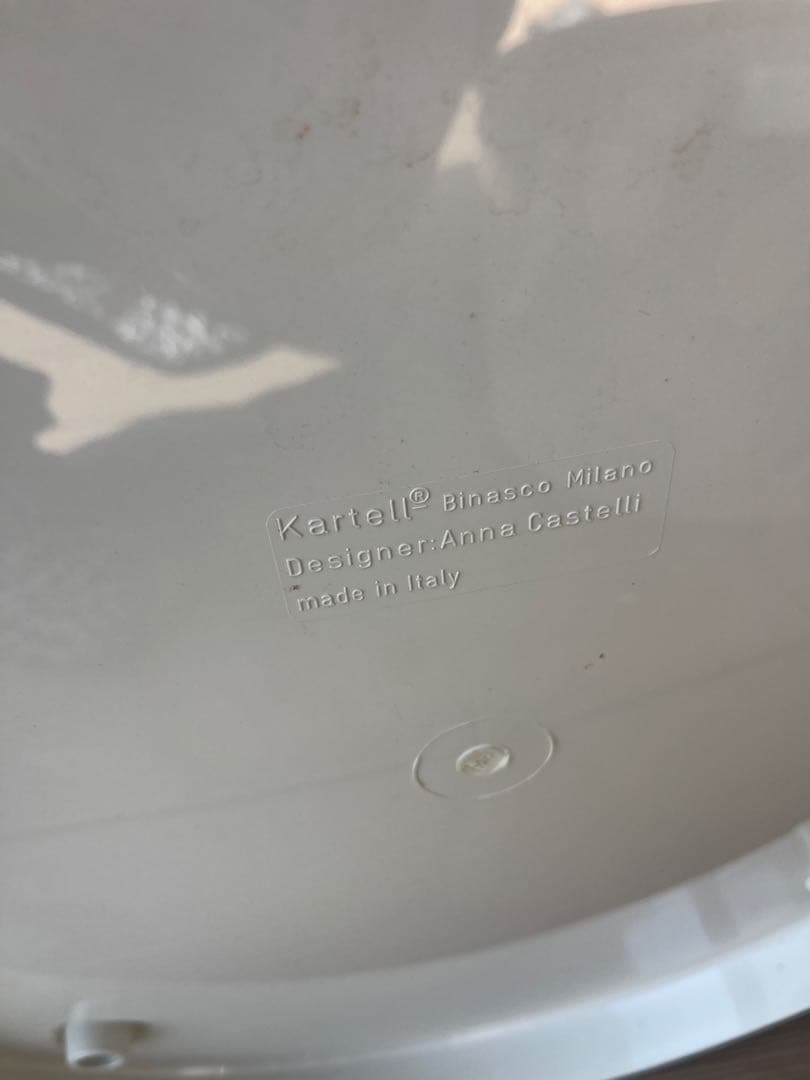 Kartell® Binasco Milano
Designer:Anna Castelli
made in Italy